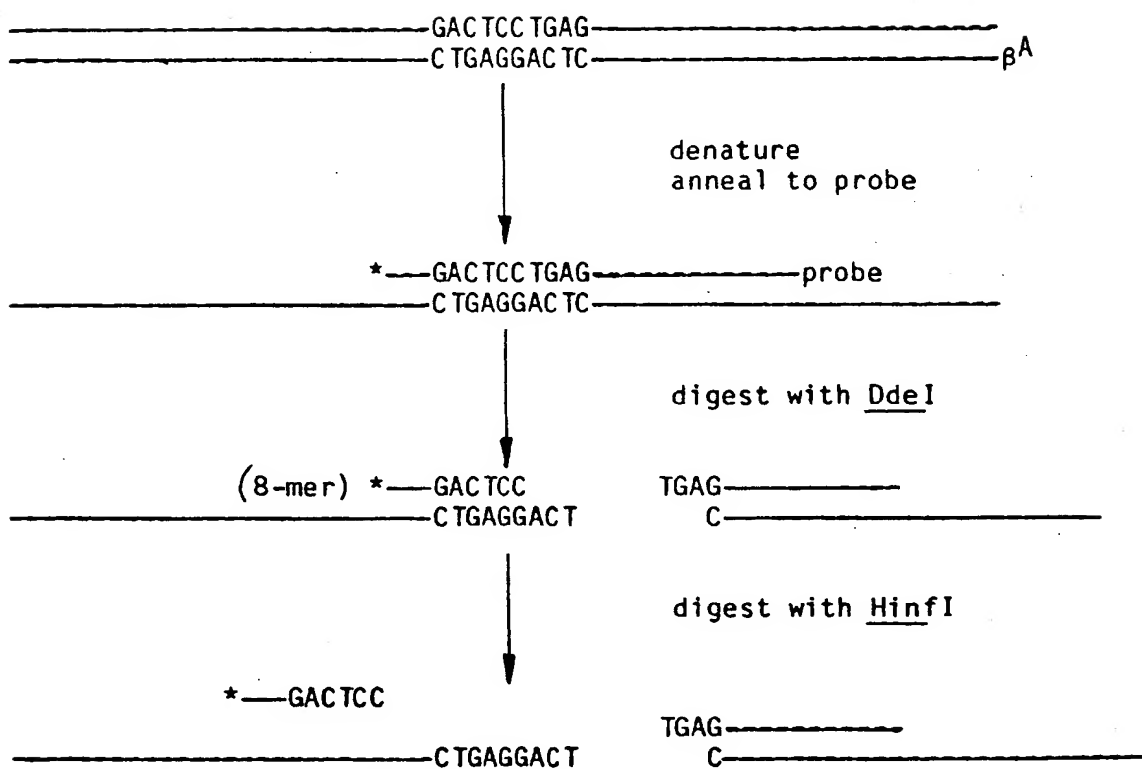 GACTCCTGAG
CTGAGGACTC βA
denature
anneal to probe
* GACTCCTGAG probe
CTGAGGACTC
digest with DdeI
(8-mer) * GACTCC TGAG
CTGAGGACT C
digest with HinfI
* GACTCC
TGAG
CTGAGGACT C